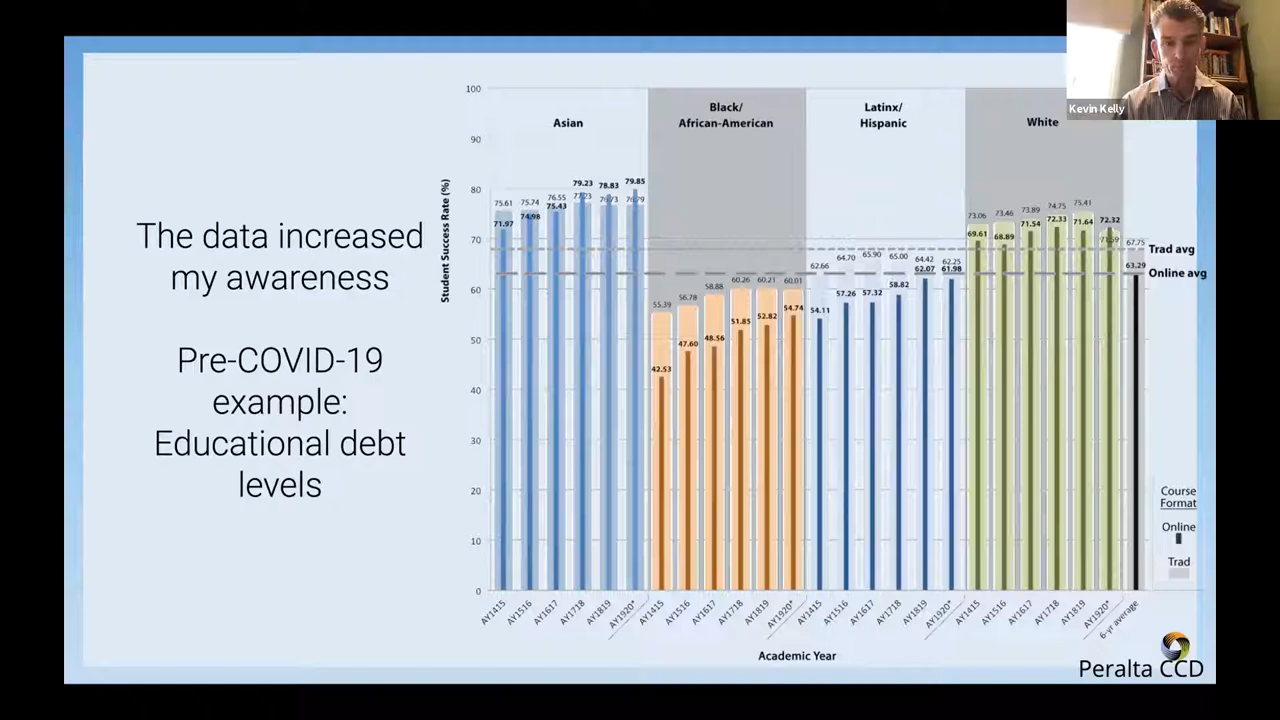 Kevin Kelly
The data increased
my awareness
Pre-COVID-19
example:
Educational debt
levels
Student Success Rate (%)
100
90
80
70
60
50
40
30
20
10
0
Asian
75.61 75.74 76.55 77.23 76.73 76.79
71.97 74.98 75.43 79.23 78.83 79.85
Black/
African-American
55.39 56.78 58.88 60.26 60.21 60.01
42.53 47.60 48.56 51.85 52.82 54.74
Latinx/
Hispanic
62.66 64.70 65.90 65.00 64.42 62.25
54.11 57.26 57.32 58.82 62.07 61.98
White
73.06 73.46 73.89 74.75 75.41
69.61 68.89 71.54 72.33 71.64 72.32
67.75
Trad avg
63.29
Online avg
Course
Format
Online
Trad
AY1415 AY1516 AY1617 AY1718 AY1819 AY1920* AY1415 AY1516 AY1617 AY1718 AY1819 AY1920* AY1415 AY1516 AY1617 AY1718 AY1819 AY1920* AY1415 AY1516 AY1617 AY1718 AY1819 AY1920* 6-yr average
Academic Year
Peralta CCD